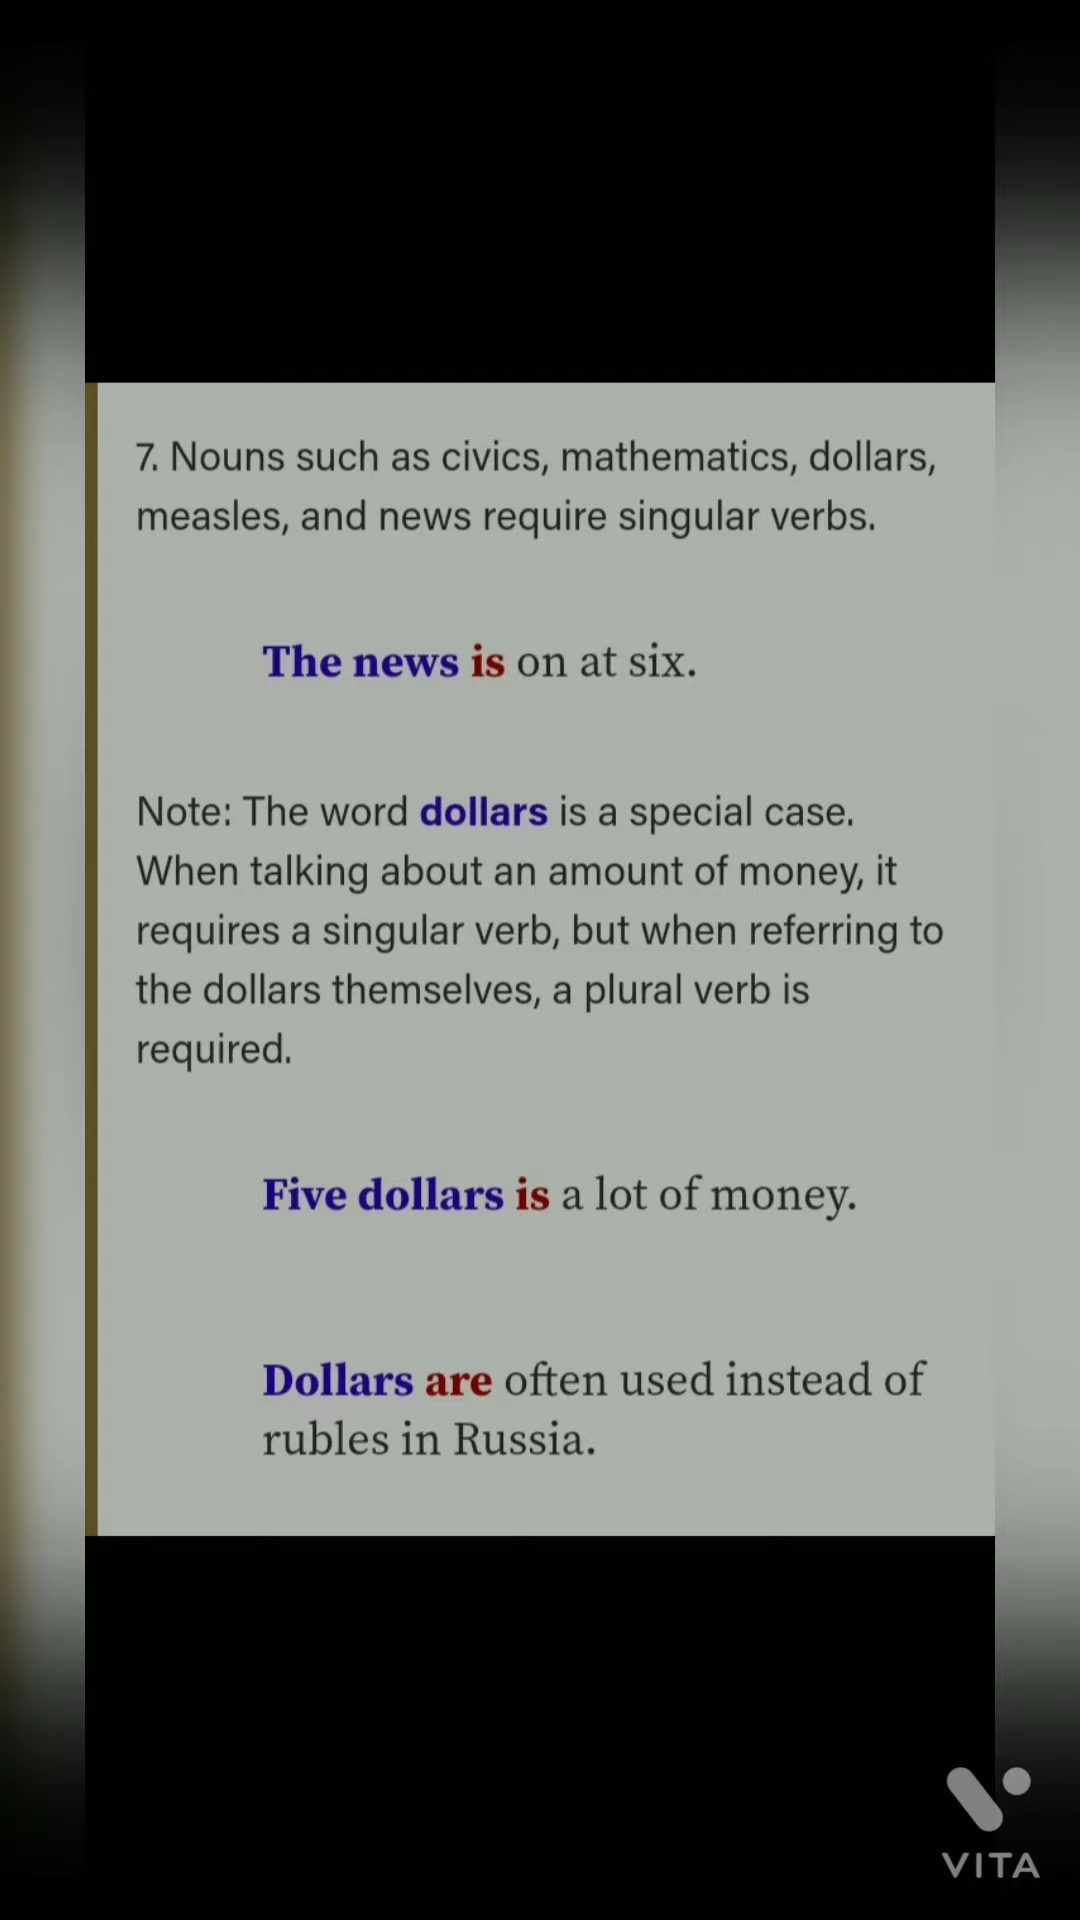 7. Nouns such as civics, mathematics, dollars,
measles, and news require singular verbs.
The news is on at six.
Note: The word dollars is a special case.
When talking about an amount of money, it
requires a singular verb, but when referring to
the dollars themselves, a plural verb is
required.
Five dollars is a lot of money.
Dollars are often used instead of
rubles in Russia.
VITA